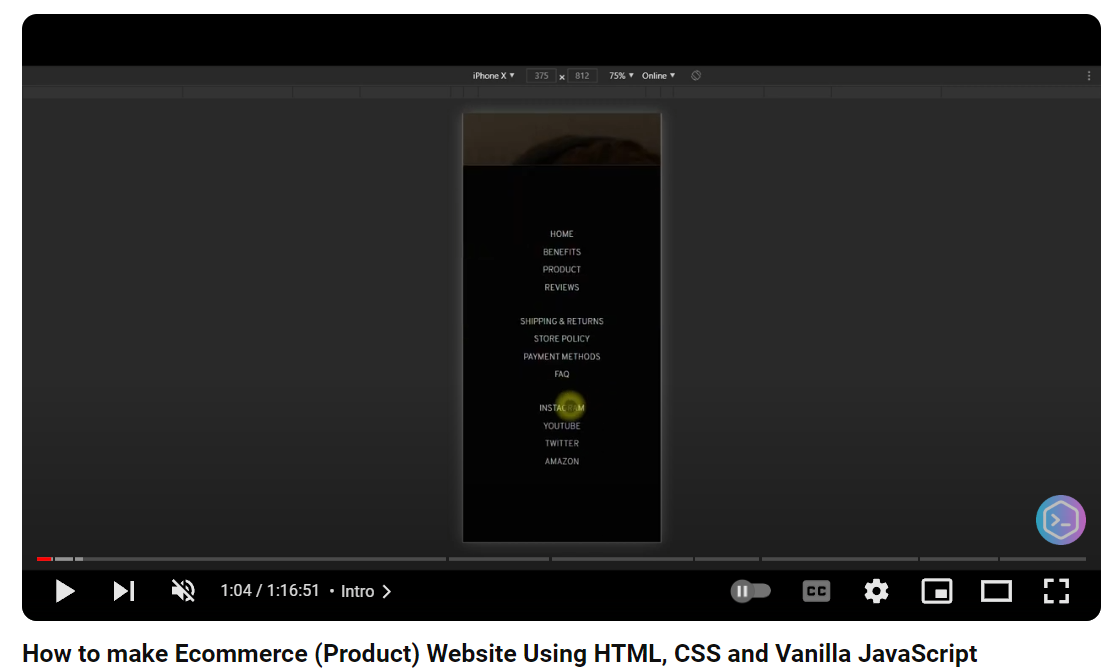 iPhone X ▼ 375 x 812 75% ▼ Online ▼
HOME
BENEFITS
PRODUCT
REVIEWS
SHIPPING & RETURNS
STORE POLICY
PAYMENT METHODS
FAQ
INSTAGRAM
YOUTUBE
TWITTER
AMAZON
1:04 / 1:16:51 • Intro
CC
How to make Ecommerce (Product) Website Using HTML, CSS and Vanilla JavaScript